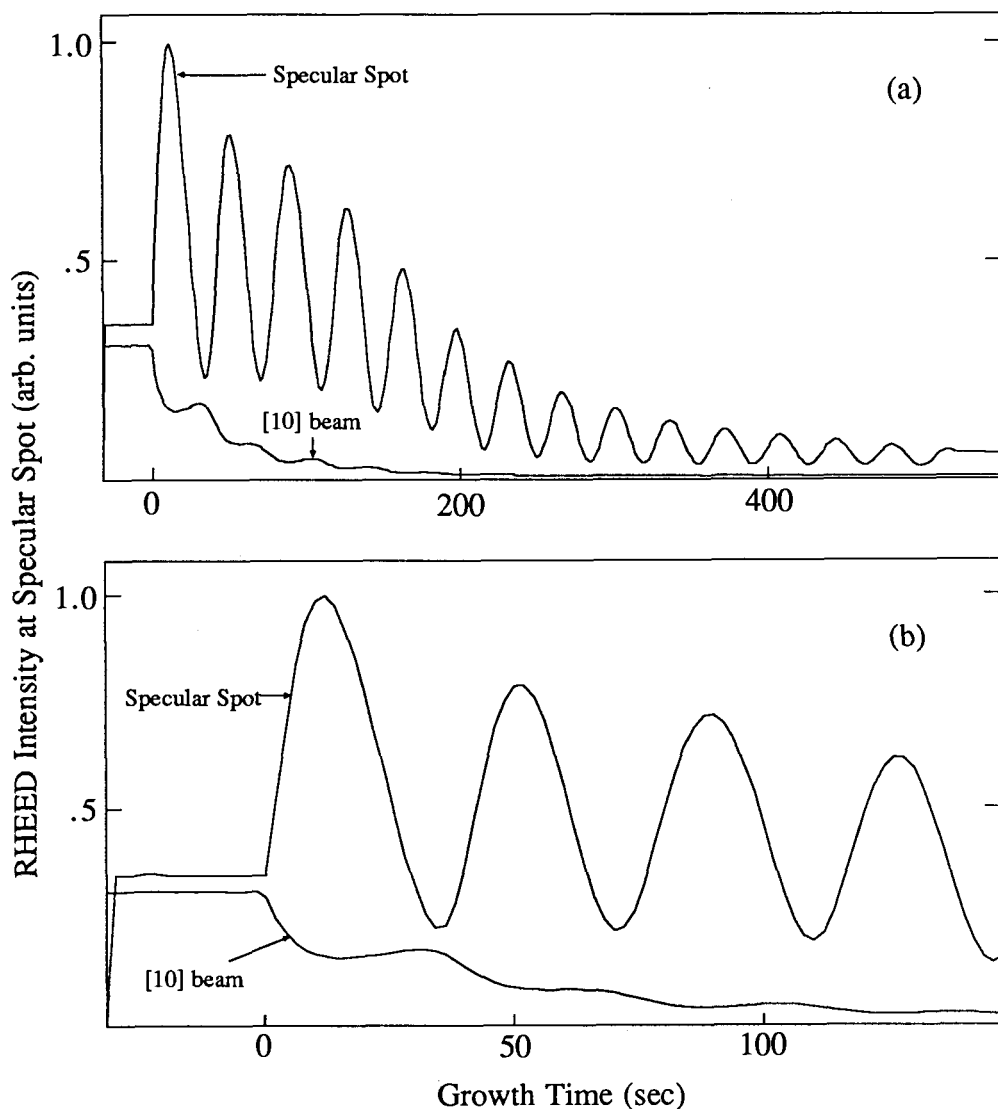 RHEED Intensity at Specular Spot (arb. units)
1.0
Specular Spot
(a)
.5
[10] beam
0
200
400
1.0
(b)
Specular Spot
.5
[10] beam
0
50
100
Growth Time (sec)